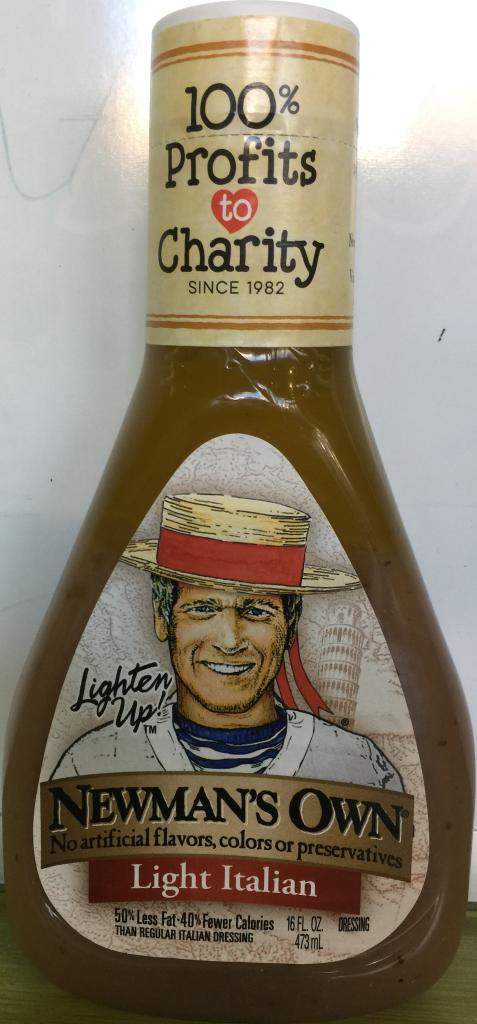 100%
Profits
to
Charity
SINCE 1982
Lighten
Up!™
NEWMAN'S OWN®
No artificial flavors, colors or preservatives
Light Italian
50% Less Fat·40% Fewer Calories
THAN REGULAR ITALIAN DRESSING
16 FL. OZ.
473 mL
DRESSING